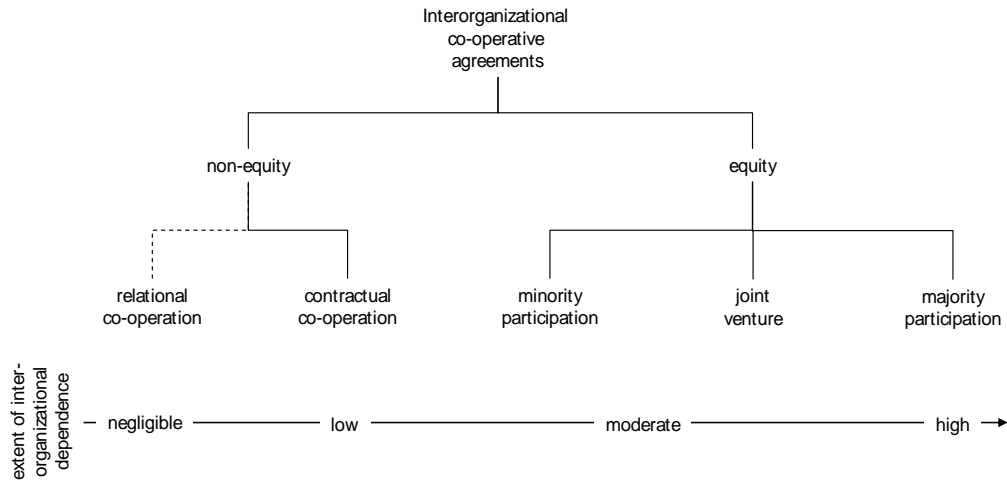 Interorganizational
co-operative
agreements
non-equity
equity
relational
co-operation
contractual
co-operation
minority
participation
joint
venture
majority
participation
extent of inter-
organizational
dependence
negligible
low
moderate
high